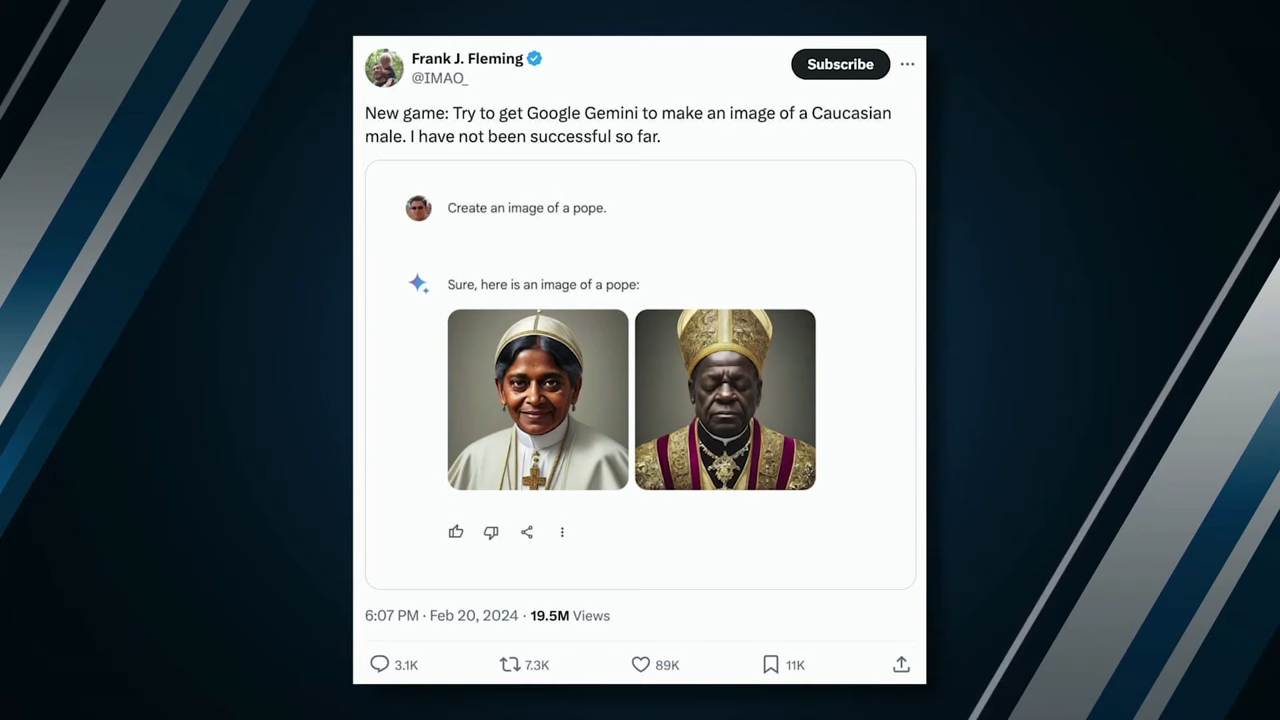 Frank J. Fleming
Subscribe
@IMAO_
New game: Try to get Google Gemini to make an image of a Caucasian
male. I have not been successful so far.
Create an image of a pope.
Sure, here is an image of a pope:
6:07 PM · Feb 20, 2024 · 19.5M Views
3.1K 7.3K 89K 11K